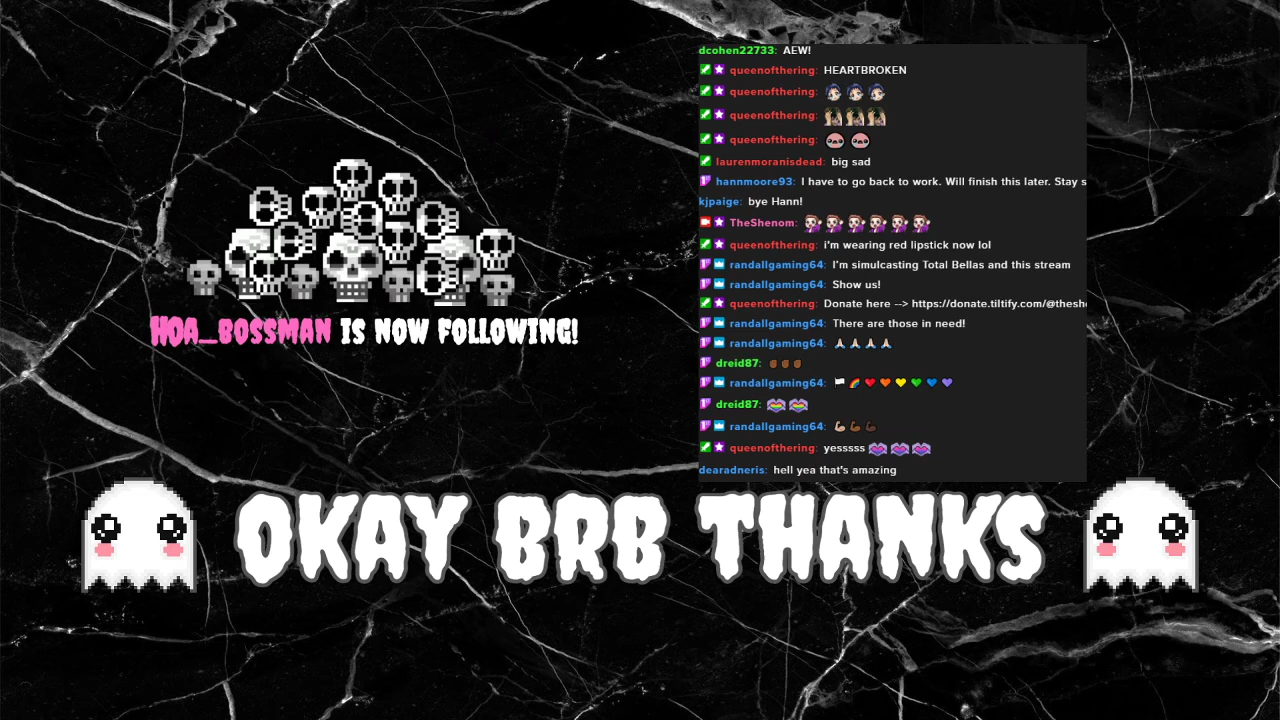 dcohen22733: AEW!
queenofthering: HEARTBROKEN
queenofthering:
queenofthering:
queenofthering:
laurenmoranisdead: big sad
hannmoore93: I have to go back to work. Will finish this later. Stay s
kjpaige: bye Hann!
TheShenom:
queenofthering: i'm wearing red lipstick now lol
randallgaming64: I'm simulcasting Total Bellas and this stream
randallgaming64: Show us!
queenofthering: Donate here --> https://donate.tiltify.com/@thesh
randallgaming64: There are those in need!
randallgaming64: 🙏🏻 🙏🏻 🙏🏻 🙏🏻
dreid87: ✊🏾 ✊🏾 ✊🏾
randallgaming64: 🏳 🌈 ❤ 🧡 💛 💚 💙 💜
dreid87:
randallgaming64: 💪🏼 💪🏾 💪🏿
queenofthering: yesssss
dearadneris: hell yea that's amazing
HOA_BOSSMAN IS NOW FOLLOWING!
OKAY BRB THANKS